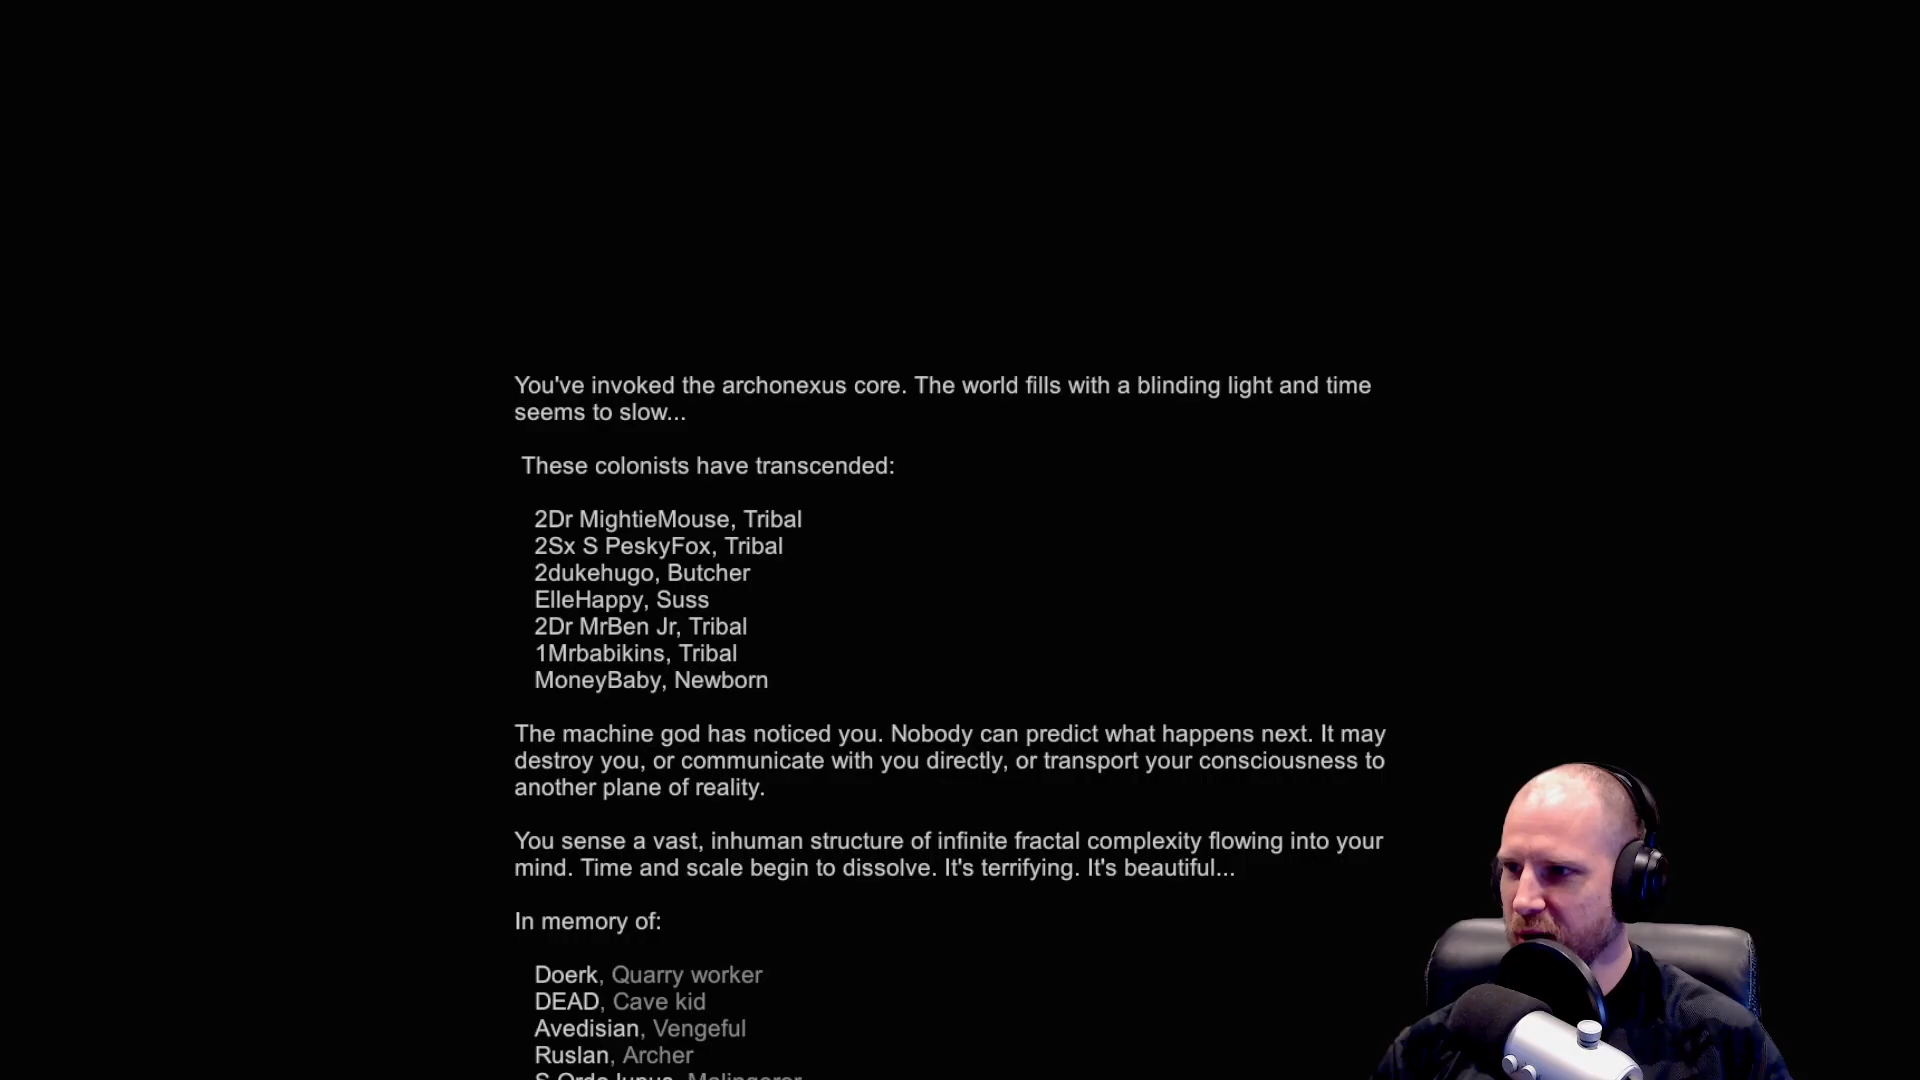 You've invoked the archonexus core. The world fills with a blinding light and time
seems to slow...
These colonists have transcended:
2Dr MightieMouse, Tribal
2Sx S PeskyFox, Tribal
2dukehugo, Butcher
ElleHappy, Suss
2Dr MrBen Jr, Tribal
1Mrbabikins, Tribal
MoneyBaby, Newborn
The machine god has noticed you. Nobody can predict what happens next. It may
destroy you, or communicate with you directly, or transport your consciousness to
another plane of reality.
You sense a vast, inhuman structure of infinite fractal complexity flowing into your
mind. Time and scale begin to dissolve. It's terrifying. It's beautiful...
In memory of:
Doerk, Quarry worker
DEAD, Cave kid
Avedisian, Vengeful
Ruslan, Archer